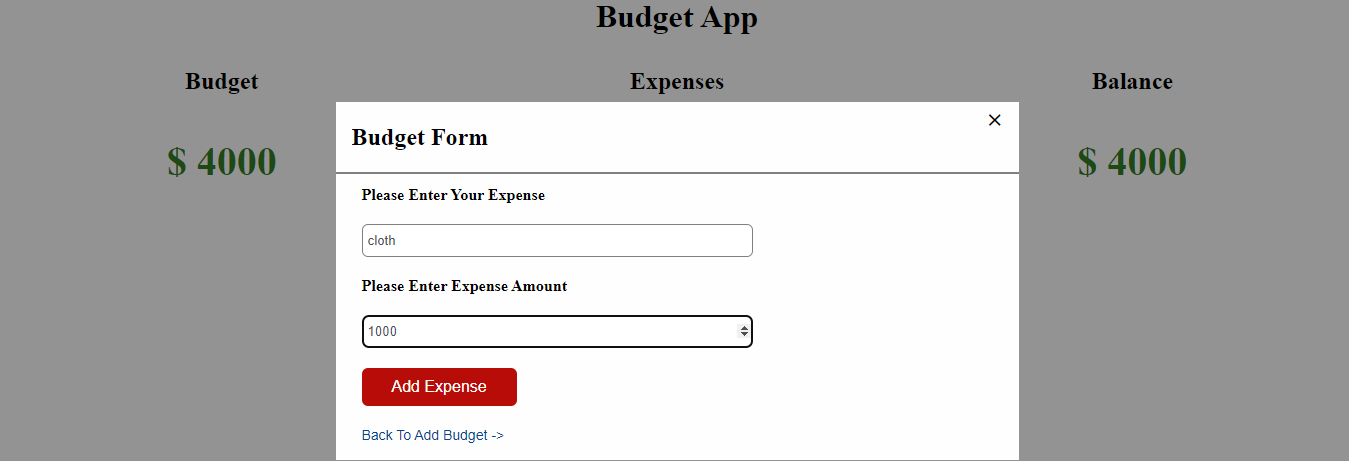 Budget App
Budget Expenses Balance
Budget Form
$ 4000 $ 4000
Please Enter Your Expense
cloth
Please Enter Expense Amount
1000
Add Expense
Back To Add Budget ->